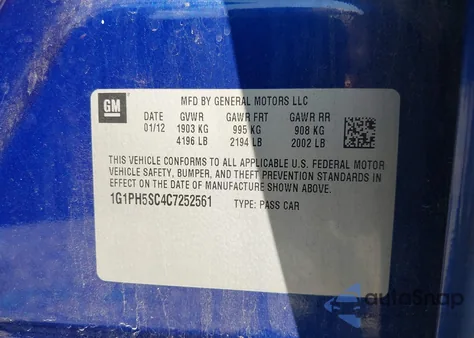 GM
MFD BY GENERAL MOTORS LLC
DATE GVWR GAWR FRT GAWR RR
01/12 1903 KG 995 KG 908 KG
4196 LB 2194 LB 2002 LB
THIS VEHICLE CONFORMS TO ALL APPLICABLE U.S. FEDERAL MOTOR
VEHICLE SAFETY, BUMPER, AND THEFT PREVENTION STANDARDS IN
EFFECT ON THE DATE OF MANUFACTURE SHOWN ABOVE.
1G1PH5SC4C7252561 TYPE: PASS CAR
autoSnap